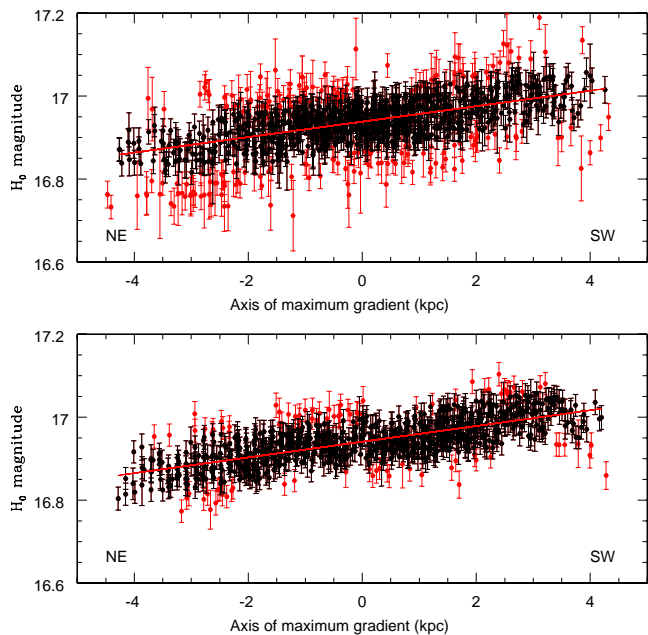 17.2
17
16.8
16.6
H₀ magnitude
NE
SW
-4
-2
0
2
4
Axis of maximum gradient (kpc)
17.2
17
16.8
16.6
H₀ magnitude
NE
SW
-4
-2
0
2
4
Axis of maximum gradient (kpc)